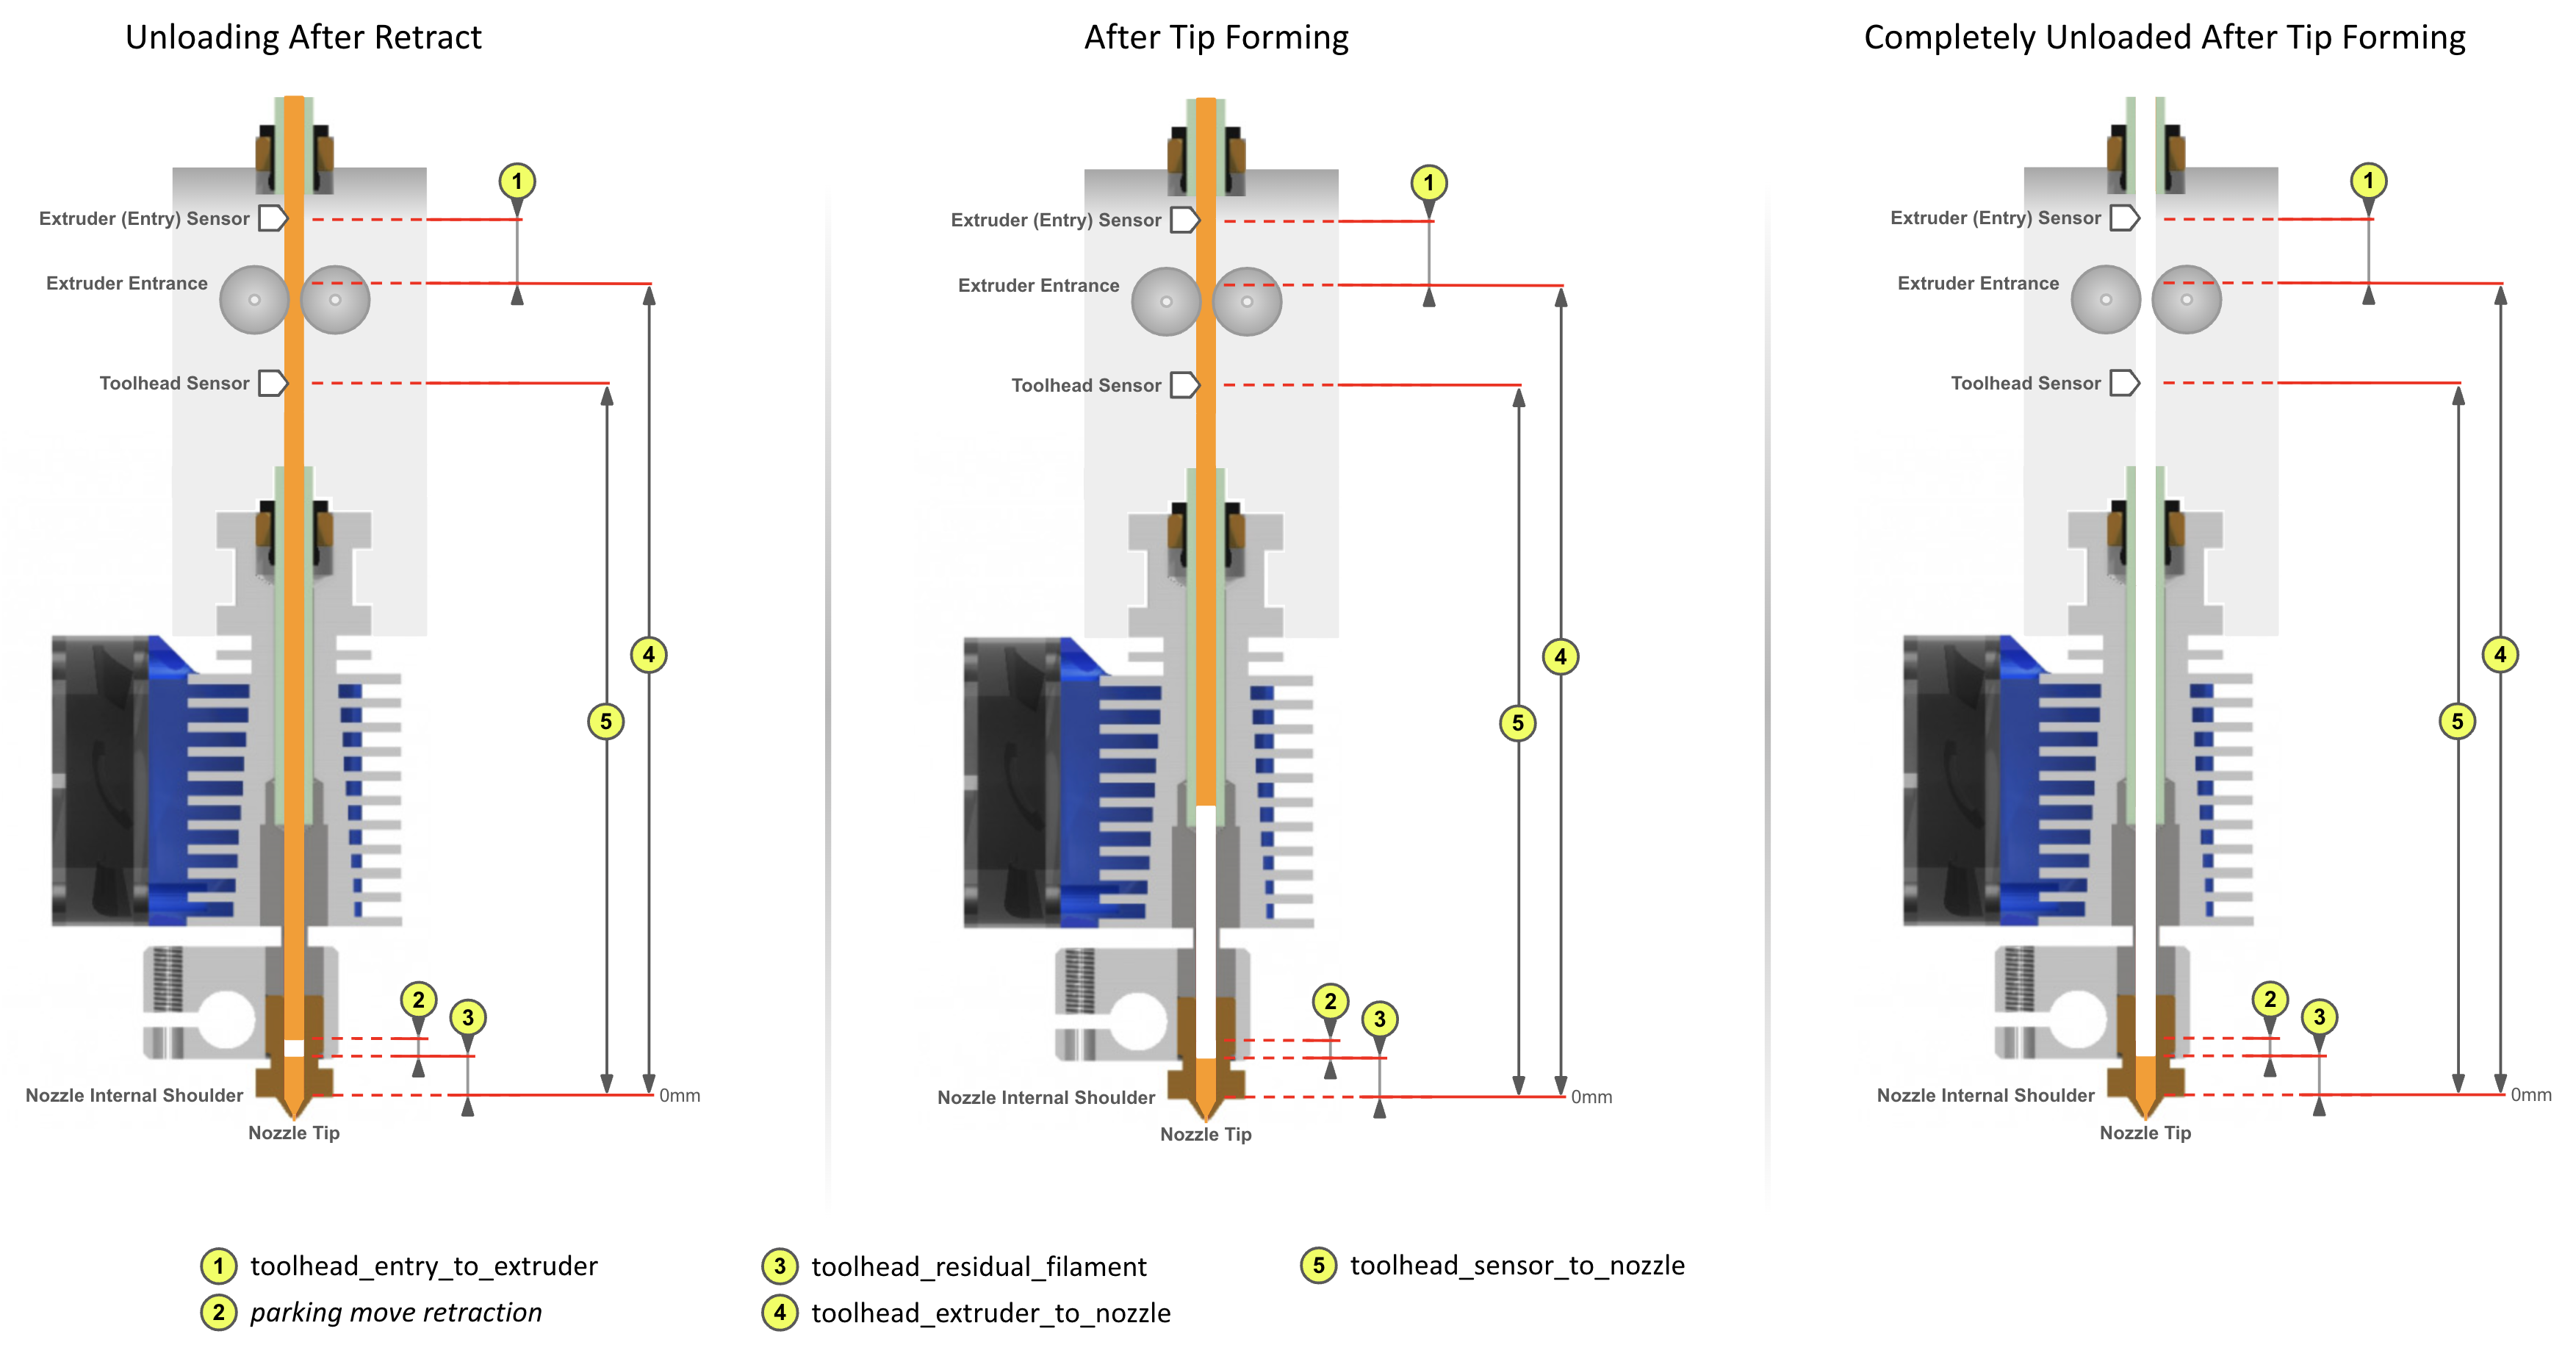 Unloading After Retract
After Tip Forming
Completely Unloaded After Tip Forming
1
Extruder (Entry) Sensor
Extruder Entrance
Toolhead Sensor
4
5
2
3
Nozzle Internal Shoulder
0mm
Nozzle Tip
1
Extruder (Entry) Sensor
Extruder Entrance
Toolhead Sensor
4
5
2
3
Nozzle Internal Shoulder
0mm
Nozzle Tip
1
Extruder (Entry) Sensor
Extruder Entrance
Toolhead Sensor
4
5
2
3
Nozzle Internal Shoulder
0mm
Nozzle Tip
1 toolhead_entry_to_extruder
2 parking move retraction
3 toolhead_residual_filament
4 toolhead_extruder_to_nozzle
5 toolhead_sensor_to_nozzle